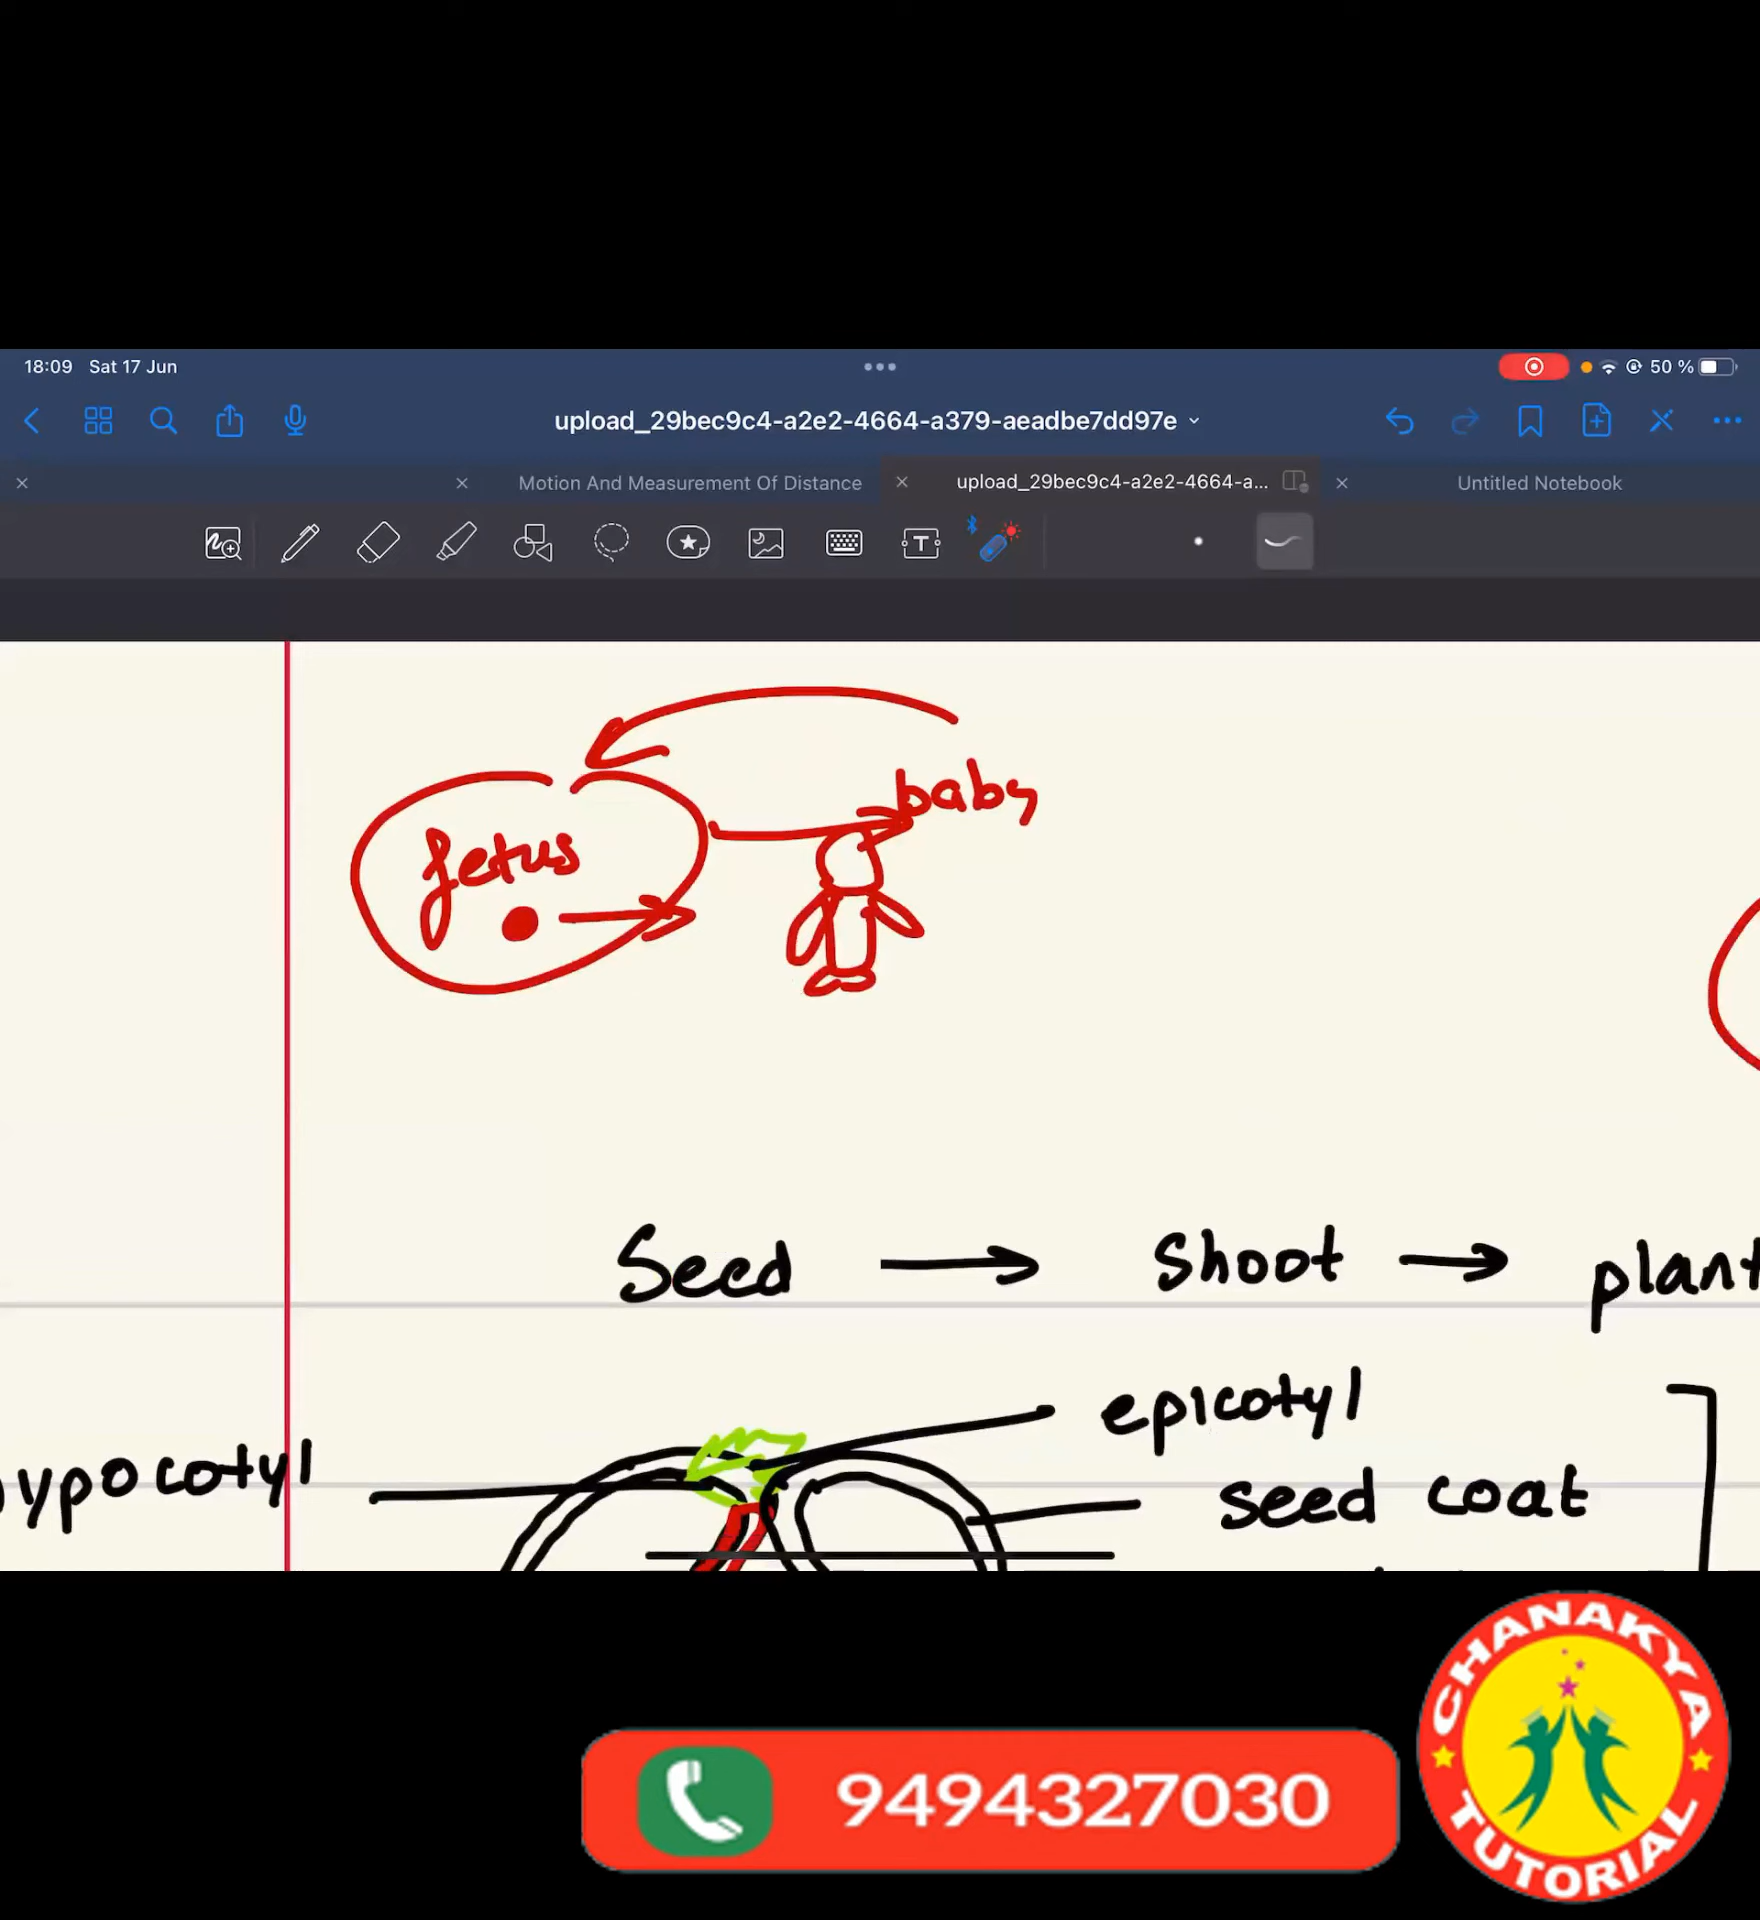 18:09 Sat 17 Jun
50 %
upload_29bec9c4-a2e2-4664-a379-aeadbe7dd97e
Motion And Measurement Of Distance
upload_29bec9c4-a2e2-4664-a...
Untitled Notebook
T
baby
fetus
Seed → Shoot → plant
epicotyl
ypocotyl
seed coat
CHANAKYA
TUTORIAL
9494327030